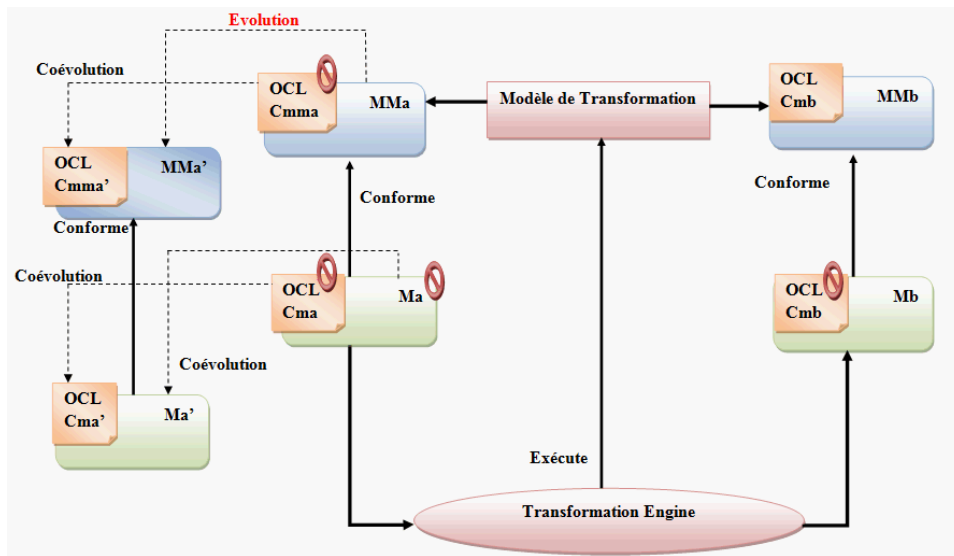 Evolution
Coévolution
OCL
Cmma
MMa
Modèle de Transformation
OCL
Cmb
MMb
OCL
Cmma’
MMa’
Conforme
Conforme
Conforme
Coévolution
OCL
Cma
Ma
OCL
Cmb
Mb
Coévolution
OCL
Cma’
Ma’
Exécute
Transformation Engine